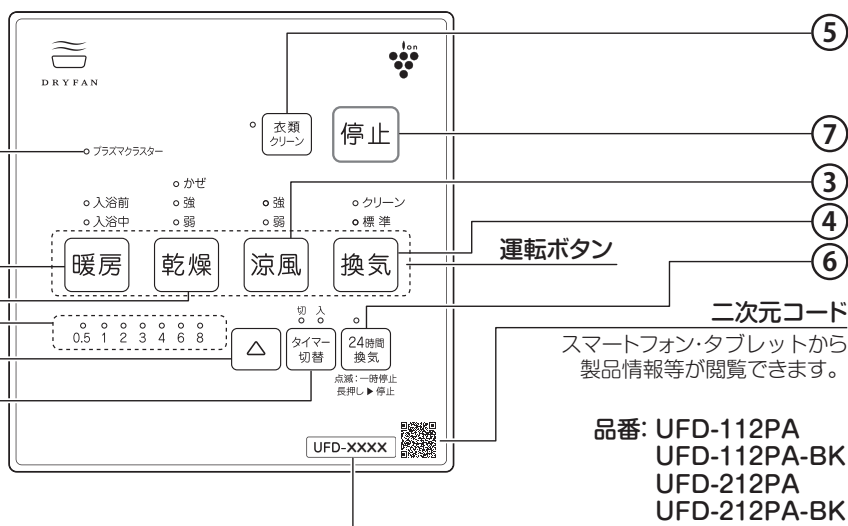 DRYFAN
ion
⑤
衣類
クリーン
停止
⑦
プラズマクラスター
かぜ
入浴前
強
強
クリーン
③
入浴中
弱
弱
標準
④
暖房
乾燥
涼風
換気
運転ボタン
⑥
切 入
0.5 1 2 3 4 6 8
△
タイマー
切替
24時間
換気
点滅:一時停止
長押し▶停止
二次元コード
スマートフォン・タブレットから
製品情報等が閲覧できます。
UFD-XXXX
品番: UFD-112PA
UFD-112PA-BK
UFD-212PA
UFD-212PA-BK